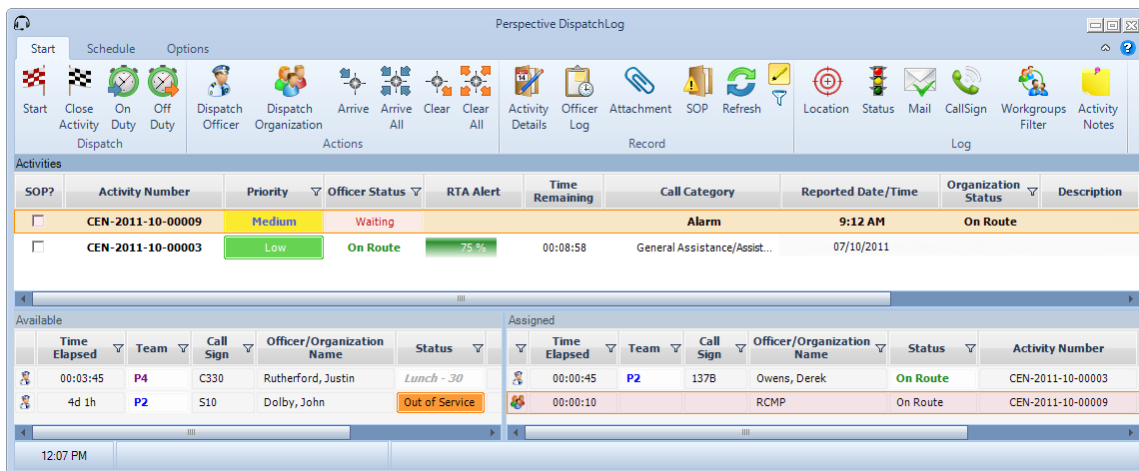 Perspective DispatchLog
Start Schedule Options
Start Close Activity On Duty Off Duty Dispatch Officer Dispatch Organization Arrive Arrive All Clear Clear All Activity Details Officer Log Attachment SOP Refresh Location Status Mail CallSign Workgroups Filter Activity Notes
Dispatch Actions Record Log
Activities
SOP? Activity Number Priority Officer Status RTA Alert Time Remaining Call Category Reported Date/Time Organization Status Description
CEN-2011-10-00009 Medium Waiting Alarm 9:12 AM On Route
CEN-2011-10-00003 Low On Route 75 % 00:08:58 General Assistance/Assist... 07/10/2011
Available Assigned
Time Elapsed Team Call Sign Officer/Organization Name Status Time Elapsed Team Call Sign Officer/Organization Name Status Activity Number
00:03:45 P4 C330 Rutherford, Justin Lunch - 30 00:00:45 P2 137B Owens, Derek On Route CEN-2011-10-00003
4d 1h P2 S10 Dolby, John Out of Service 00:00:10 RCMP On Route CEN-2011-10-00009
12:07 PM